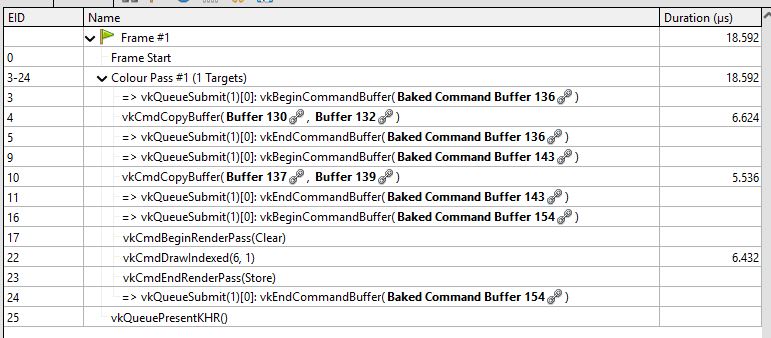 EID Name Duration (µs)
Frame #1 18.592
0 Frame Start
3-24 Colour Pass #1 (1 Targets) 18.592
3 => vkQueueSubmit(1)[0]: vkBeginCommandBuffer(Baked Command Buffer 136)
4 vkCmdCopyBuffer(Buffer 130, Buffer 132) 6.624
5 => vkQueueSubmit(1)[0]: vkEndCommandBuffer(Baked Command Buffer 136)
9 => vkQueueSubmit(1)[0]: vkBeginCommandBuffer(Baked Command Buffer 143)
10 vkCmdCopyBuffer(Buffer 137, Buffer 139) 5.536
11 => vkQueueSubmit(1)[0]: vkEndCommandBuffer(Baked Command Buffer 143)
16 => vkQueueSubmit(1)[0]: vkBeginCommandBuffer(Baked Command Buffer 154)
17 vkCmdBeginRenderPass(Clear)
22 vkCmdDrawIndexed(6, 1) 6.432
23 vkCmdEndRenderPass(Store)
24 => vkQueueSubmit(1)[0]: vkEndCommandBuffer(Baked Command Buffer 154)
25 vkQueuePresentKHR()